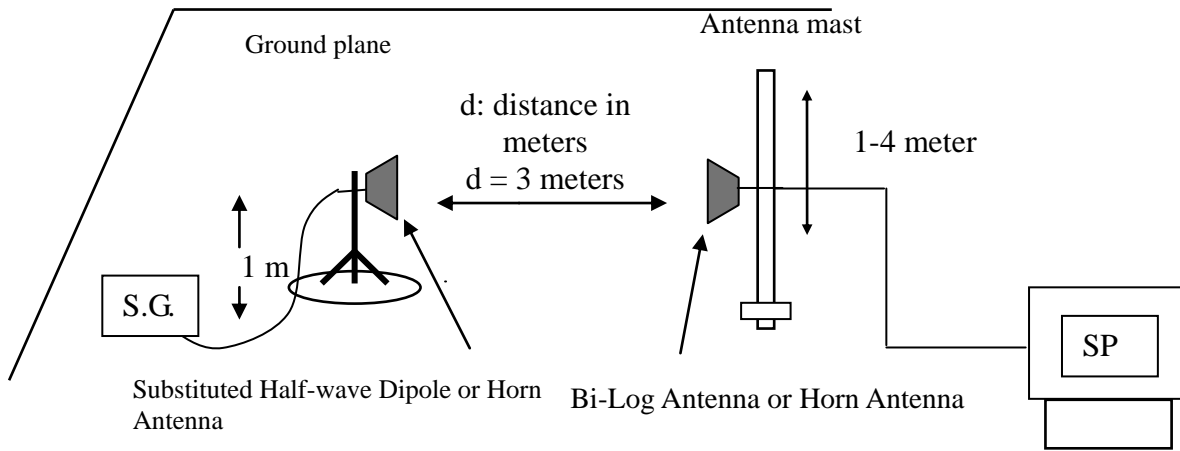 Ground plane
Antenna mast
d: distance in
meters
d = 3 meters
1-4 meter
1 m
S.G.
SP
Substituted Half-wave Dipole or Horn
Antenna
Bi-Log Antenna or Horn Antenna